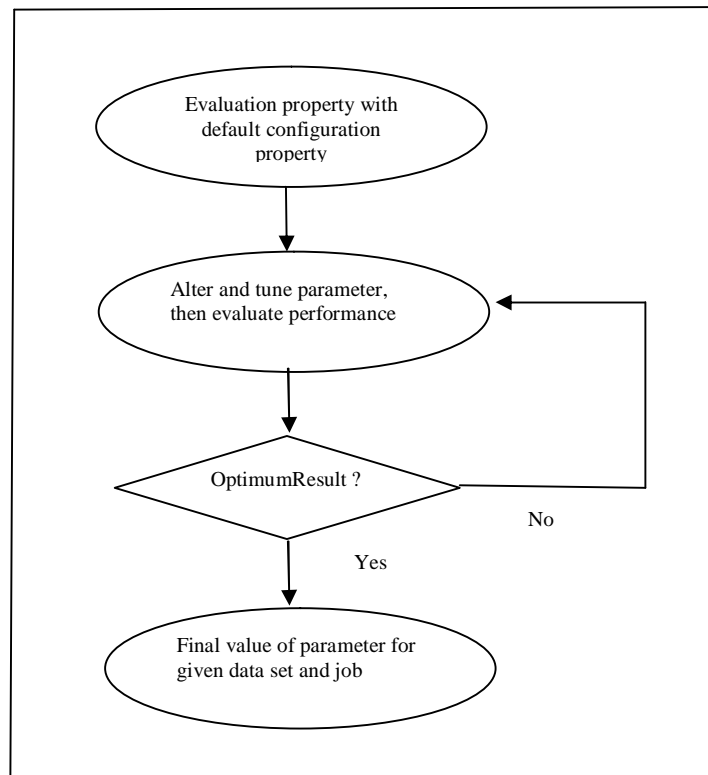 Evaluation property with
default configuration
property
Alter and tune parameter,
then evaluate performance
OptimumResult ?
No
Yes
Final value of parameter for
given data set and job